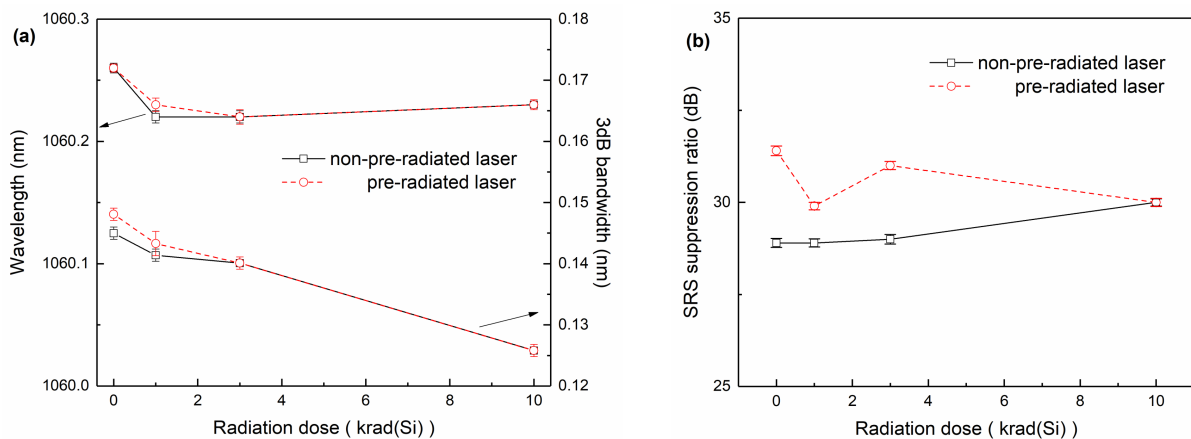 (a)
1060.3
1060.2
1060.1
1060.0
Wavelength (nm)
0.18
0.17
0.16
0.15
0.14
0.13
0.12
3dB bandwidth (nm)
non-pre-radiated laser
pre-radiated laser
0 2 4 6 8 10
Radiation dose ( krad(Si) )
(b)
35
30
25
SRS suppression ratio (dB)
non-pre-radiated laser
pre-radiated laser
0 2 4 6 8 10
Radiation dose ( krad(Si) )